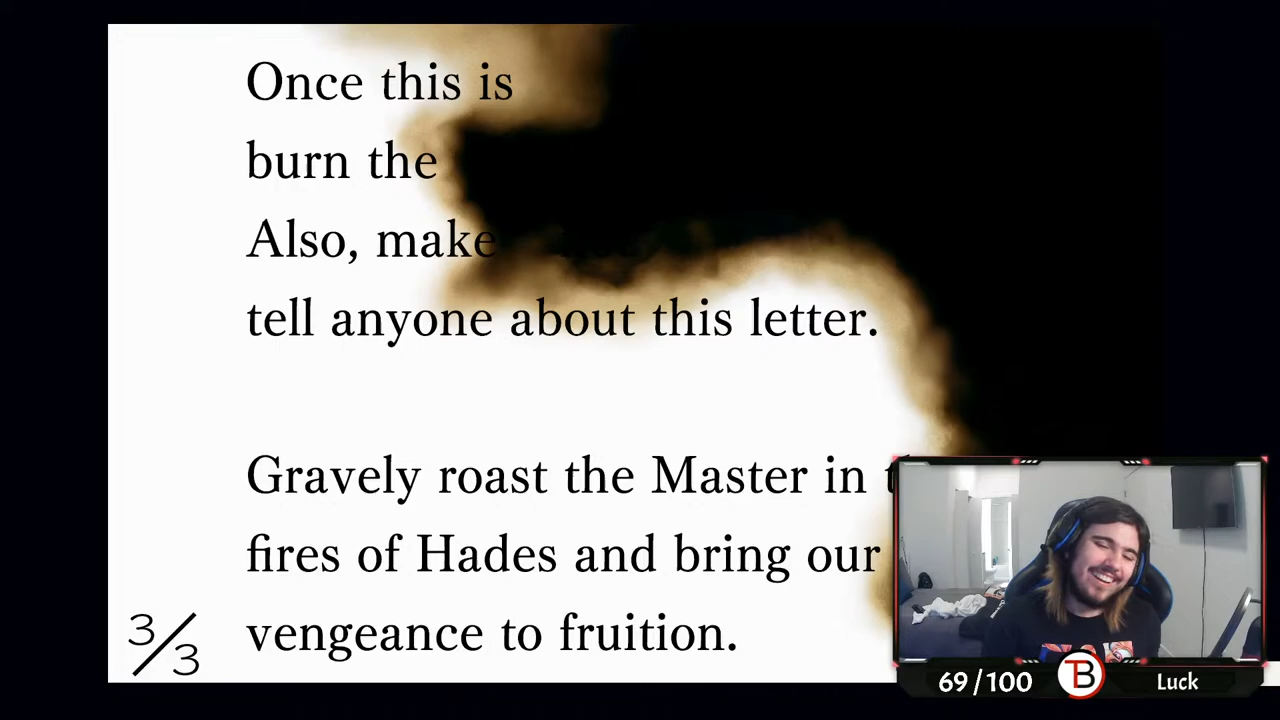 Once this is
burn the
Also, make
tell anyone about this letter.
Gravely roast the Master in
fires of Hades and bring our
vengeance to fruition.
3/3
69/100
TB
Luck